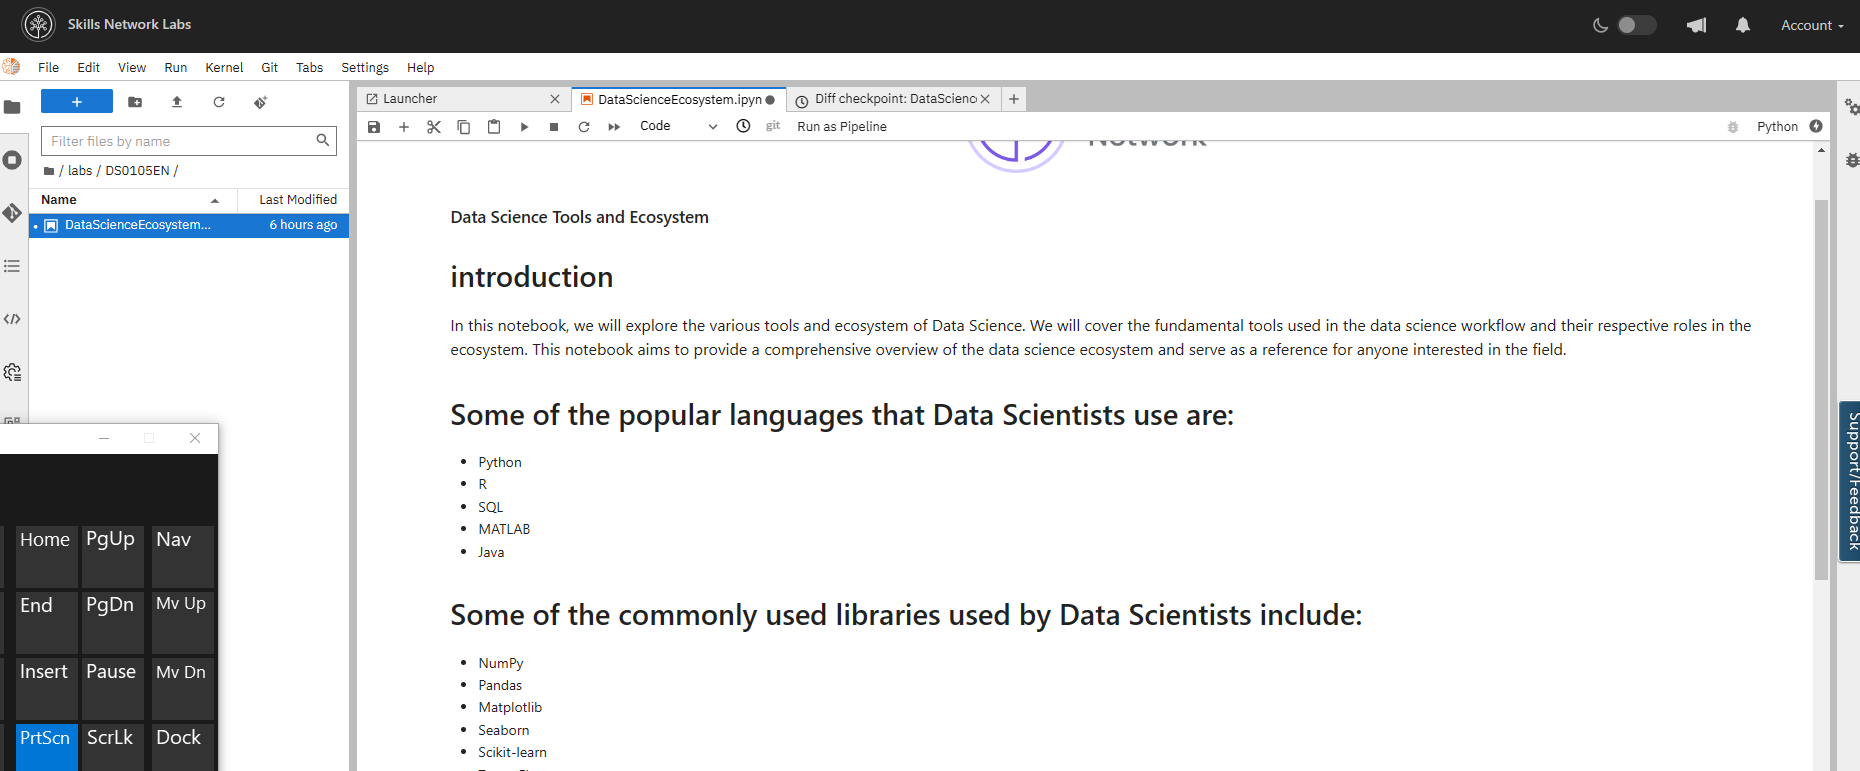 Skills Network Labs
Account
File Edit View Run Kernel Git Tabs Settings Help
Launcher
DataScienceEcosystem.ipyn
Diff checkpoint: DataScienc
Filter files by name
Code
git
Run as Pipeline
Python
/ labs / DS0105EN /
Name
Last Modified
DataScienceEcosystem...
6 hours ago
Data Science Tools and Ecosystem
introduction
In this notebook, we will explore the various tools and ecosystem of Data Science. We will cover the fundamental tools used in the data science workflow and their respective roles in the
ecosystem. This notebook aims to provide a comprehensive overview of the data science ecosystem and serve as a reference for anyone interested in the field.
Some of the popular languages that Data Scientists use are:
Python
R
SQL
MATLAB
Java
Some of the commonly used libraries used by Data Scientists include:
NumPy
Pandas
Matplotlib
Seaborn
Scikit-learn
Support/Feedback
Home PgUp Nav
End PgDn Mv Up
Insert Pause Mv Dn
PrtScn ScrLk Dock